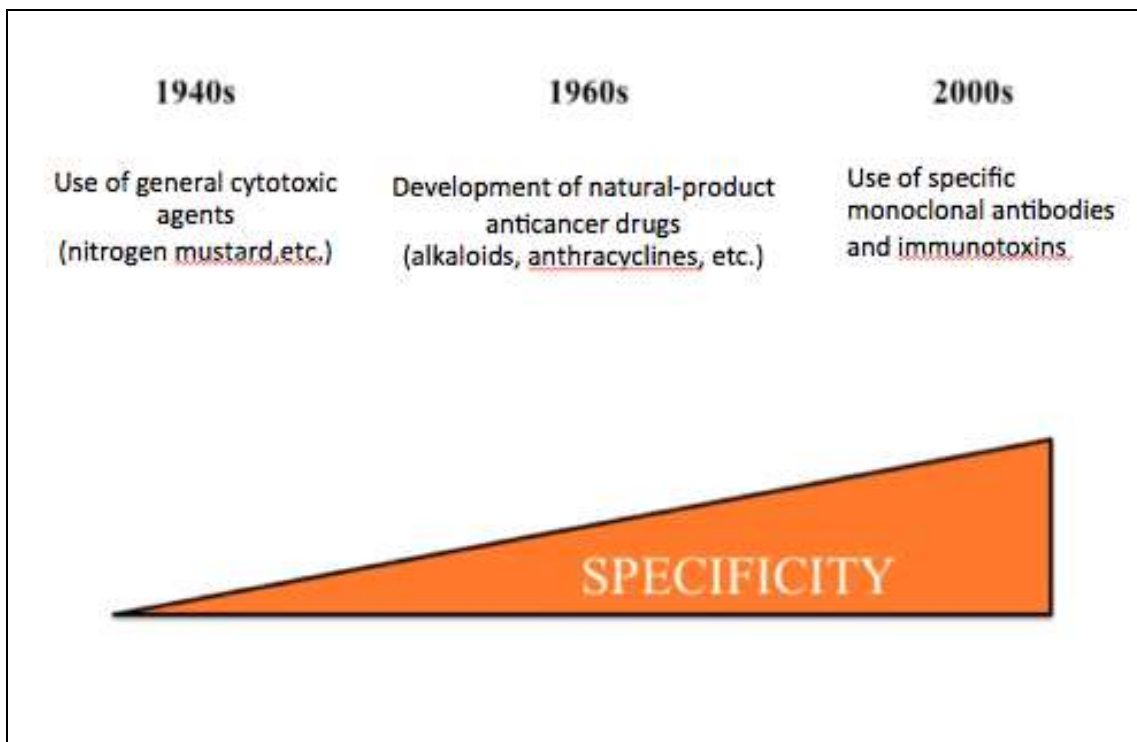 1940s
Use of general cytotoxic
agents
(nitrogen mustard,etc.)
1960s
Development of natural-product
anticancer drugs
(alkaloids, anthracyclines, etc.)
2000s
Use of specific
monoclonal antibodies
and immunotoxins
SPECIFICITY